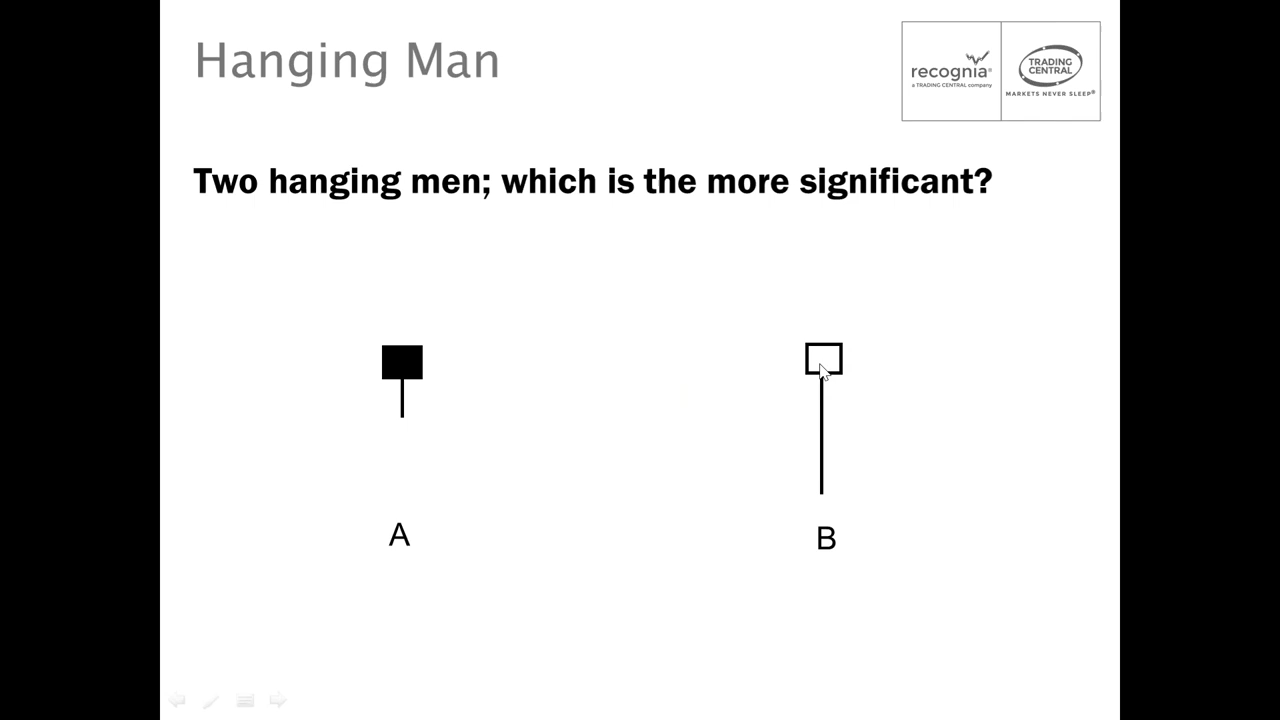 Hanging Man
recognia®
a TRADING CENTRAL company
TRADING
CENTRAL
MARKETS NEVER SLEEP®
Two hanging men; which is the more significant?
A
B